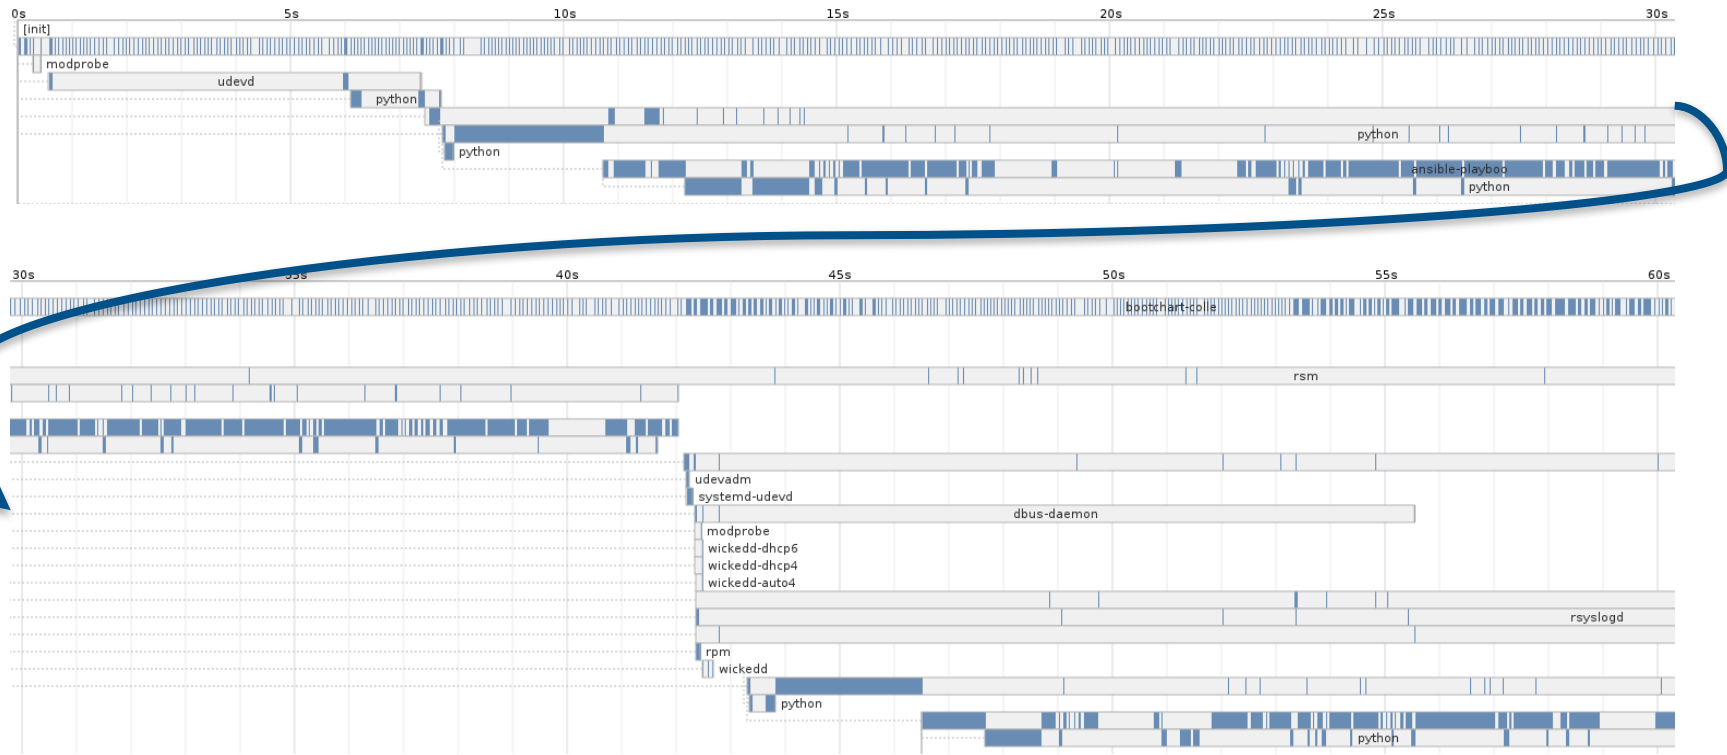 0s 5s 10s 15s 20s 25s 30s
[init]
modprobe
udevd
python
python
python
ansible-playboo
python
30s 35s 40s 45s 50s 55s 60s
bootchart-colle
rsm
udevadm
systemd-udevd
dbus-daemon
modprobe
wickedd-dhcp6
wickedd-dhcp4
wickedd-auto4
rsyslogd
rpm
wickedd
python
python